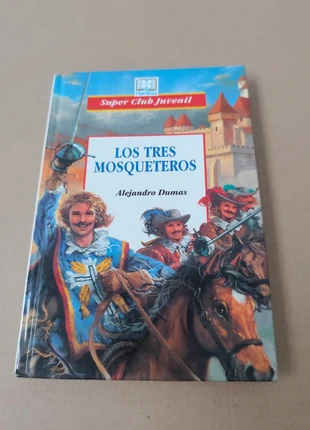 Super Club Juvenil
LOS TRES
MOSQUETEROS
Alejandro Dumas